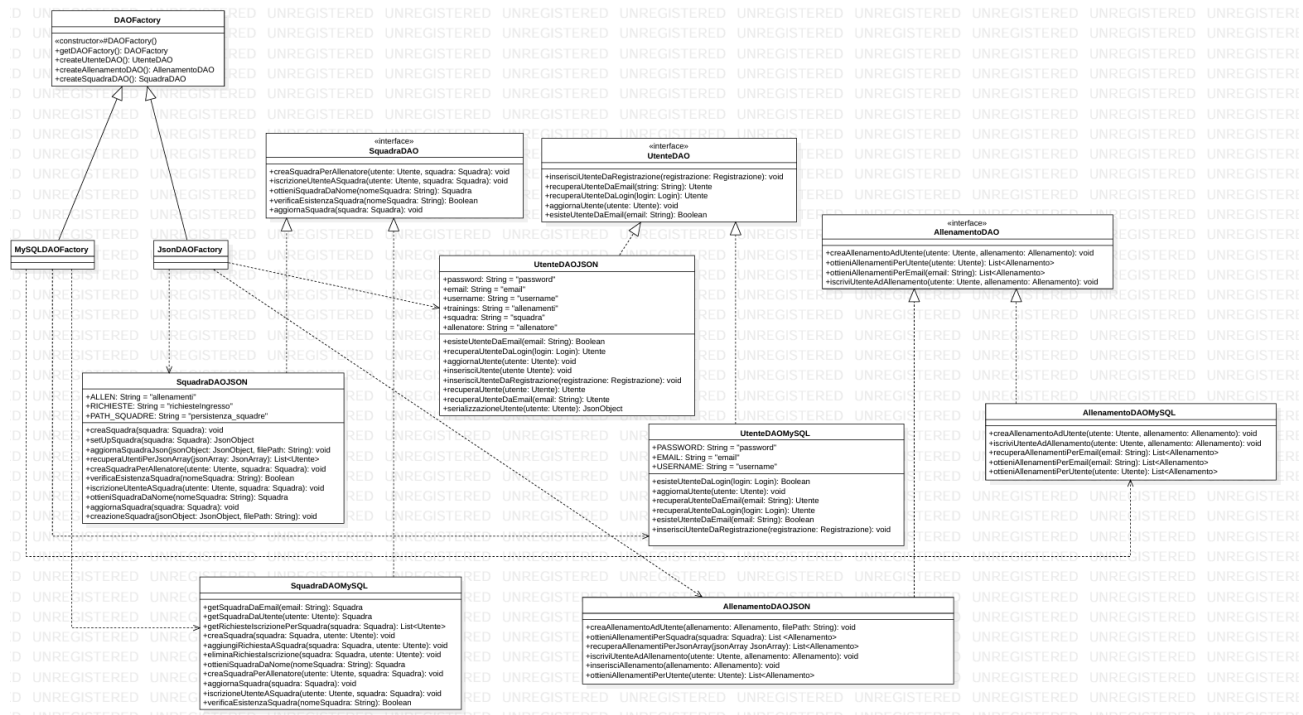 DAOFactory
«constructor»#DAOFactory()
+getDAOFactory(): DAOFactory
+createUtenteDAO(): UtenteDAO
+createAllenamentoDAO(): AllenamentoDAO
+createSquadraDAO(): SquadraDAO
«interface»
SquadraDAO
+creaSquadraPerAllenatore(utente: Utente, squadra: Squadra): void
+iscrizioneUtenteASquadra(utente: Utente, squadra: Squadra): void
+ottieniSquadraDaNome(nomeSquadra: String): Squadra
+verificaEsistenzaSquadra(nomeSquadra: String): Boolean
+aggiornaSquadra(squadra: Squadra): void
«interface»
UtenteDAO
+inserisciUtenteDaRegistrazione(registrazione: Registrazione): void
+recuperaUtenteDaEmail(string: String): Utente
+recuperaUtenteDaLogin(login: Login): Utente
+aggiornaUtente(utente: Utente): void
+esisteUtenteDaEmail(email: String): Boolean
«interface»
AllenamentoDAO
+creaAllenamentoAdUtente(utente: Utente, allenamento: Allenamento): void
+ottieniAllenamentiPerUtente(utente: Utente): List<Allenamento>
+ottieniAllenamentiPerEmail(email: String): List<Allenamento>
+iscriviUtenteAdAllenamento(utente: Utente, allenamento: Allenamento): void
MySQLDAOFactory
JsonDAOFactory
UtenteDAOJSON
+password: String = "password"
+email: String = "email"
+username: String = "username"
+trainings: String = "allenamenti"
+squadra: String = "squadra"
+allenatore: String = "allenatore"
+esisteUtenteDaEmail(email: String): Boolean
+recuperaUtenteDaLogin(login: Login): Utente
+aggiornaUtente(utente: Utente): void
+inserisciUtente(utente Utente): void
+inserisciUtenteDaRegistrazione(registrazione: Registrazione): void
+recuperaUtente(utente: Utente): Utente
+recuperaUtenteDaEmail(email: String): Utente
+serializzazioneUtente(utente: Utente): JsonObject
SquadraDAOJSON
+ALLEN: String = "allenamenti"
+RICHIESTE: String = "richiesteIngresso"
+PATH_SQUADRE: String = "persistenza_squadre"
+creaSquadra(squadra: Squadra): void
+setUpSquadra(squadra: Squadra): JsonObject
+aggiornaSquadraJson(jsonObject: JsonObject, filePath: String): void
+recuperaUtentiPerJsonArray(jsonArray: JsonArray): List<Utente>
+creaSquadraPerAllenatore(utente: Utente, squadra: Squadra): void
+verificaEsistenzaSquadra(nomeSquadra: String): Boolean
+iscrizioneUtenteASquadra(utente: Utente, squadra: Squadra): void
+ottieniSquadraDaNome(nomeSquadra: String): Squadra
+aggiornaSquadra(squadra: Squadra): void
+creazioneSquadra(jsonObject: JsonObject, filePath: String): void
AllenamentoDAOMySQL
+creaAllenamentoAdUtente(utente: Utente, allenamento: Allenamento): void
+iscriviUtenteAdAllenamento(utente: Utente, allenamento: Allenamento): void
+recuperaAllenamentiPerEmail(email: String): List<Allenamento>
+ottieniAllenamentiPerEmail(email: String): List<Allenamento>
+ottieniAllenamentiPerUtente(utente: Utente): List<Allenamento>
UtenteDAOMySQL
+PASSWORD: String = "password"
+EMAIL: String = "email"
+USERNAME: String = "username"
+esisteUtenteDaLogin(login: Login): Boolean
+aggiornaUtente(utente: Utente): void
+recuperaUtenteDaEmail(email: String): Utente
+recuperaUtenteDaLogin(login: Login): Utente
+esisteUtenteDaEmail(email: String): Boolean
+inserisciUtenteDaRegistrazione(registrazione: Registrazione): void
SquadraDAOMySQL
+getSquadraDaEmail(email: String): Squadra
+getSquadraDaUtente(utente: Utente): Squadra
+getRichiesteIscrizionePerSquadra(squadra: Squadra): List<Utente>
+creaSquadra(squadra: Squadra, utente: Utente): void
+aggiungiRichiestaASquadra(squadra: Squadra, utente: Utente): void
+eliminaRichiestaIscrizione(squadra: Squadra, utente: Utente): void
+ottieniSquadraDaNome(nomeSquadra: String): Squadra
+creaSquadraPerAllenatore(utente: Utente, squadra: Squadra): void
+aggiornaSquadra(squadra: Squadra): void
+iscrizioneUtenteASquadra(utente: Utente, squadra: Squadra): void
+verificaEsistenzaSquadra(nomeSquadra: String): Boolean
AllenamentoDAOJSON
+creaAllenamentoAdUtente(allenamento: Allenamento, filePath: String): void
+ottieniAllenamentiPerSquadra(squadra: Squadra): List <Allenamento>
+recuperaAllenamentiPerJsonArray(jsonArray JsonArray): List<Allenamento>
+iscriviUtenteAdAllenamento(utente: Utente, allenamento: Allenamento): void
+inserisciAllenamento(allenamento: Allenamento): void
+ottieniAllenamentiPerUtente(utente: Utente): List<Allenamento>